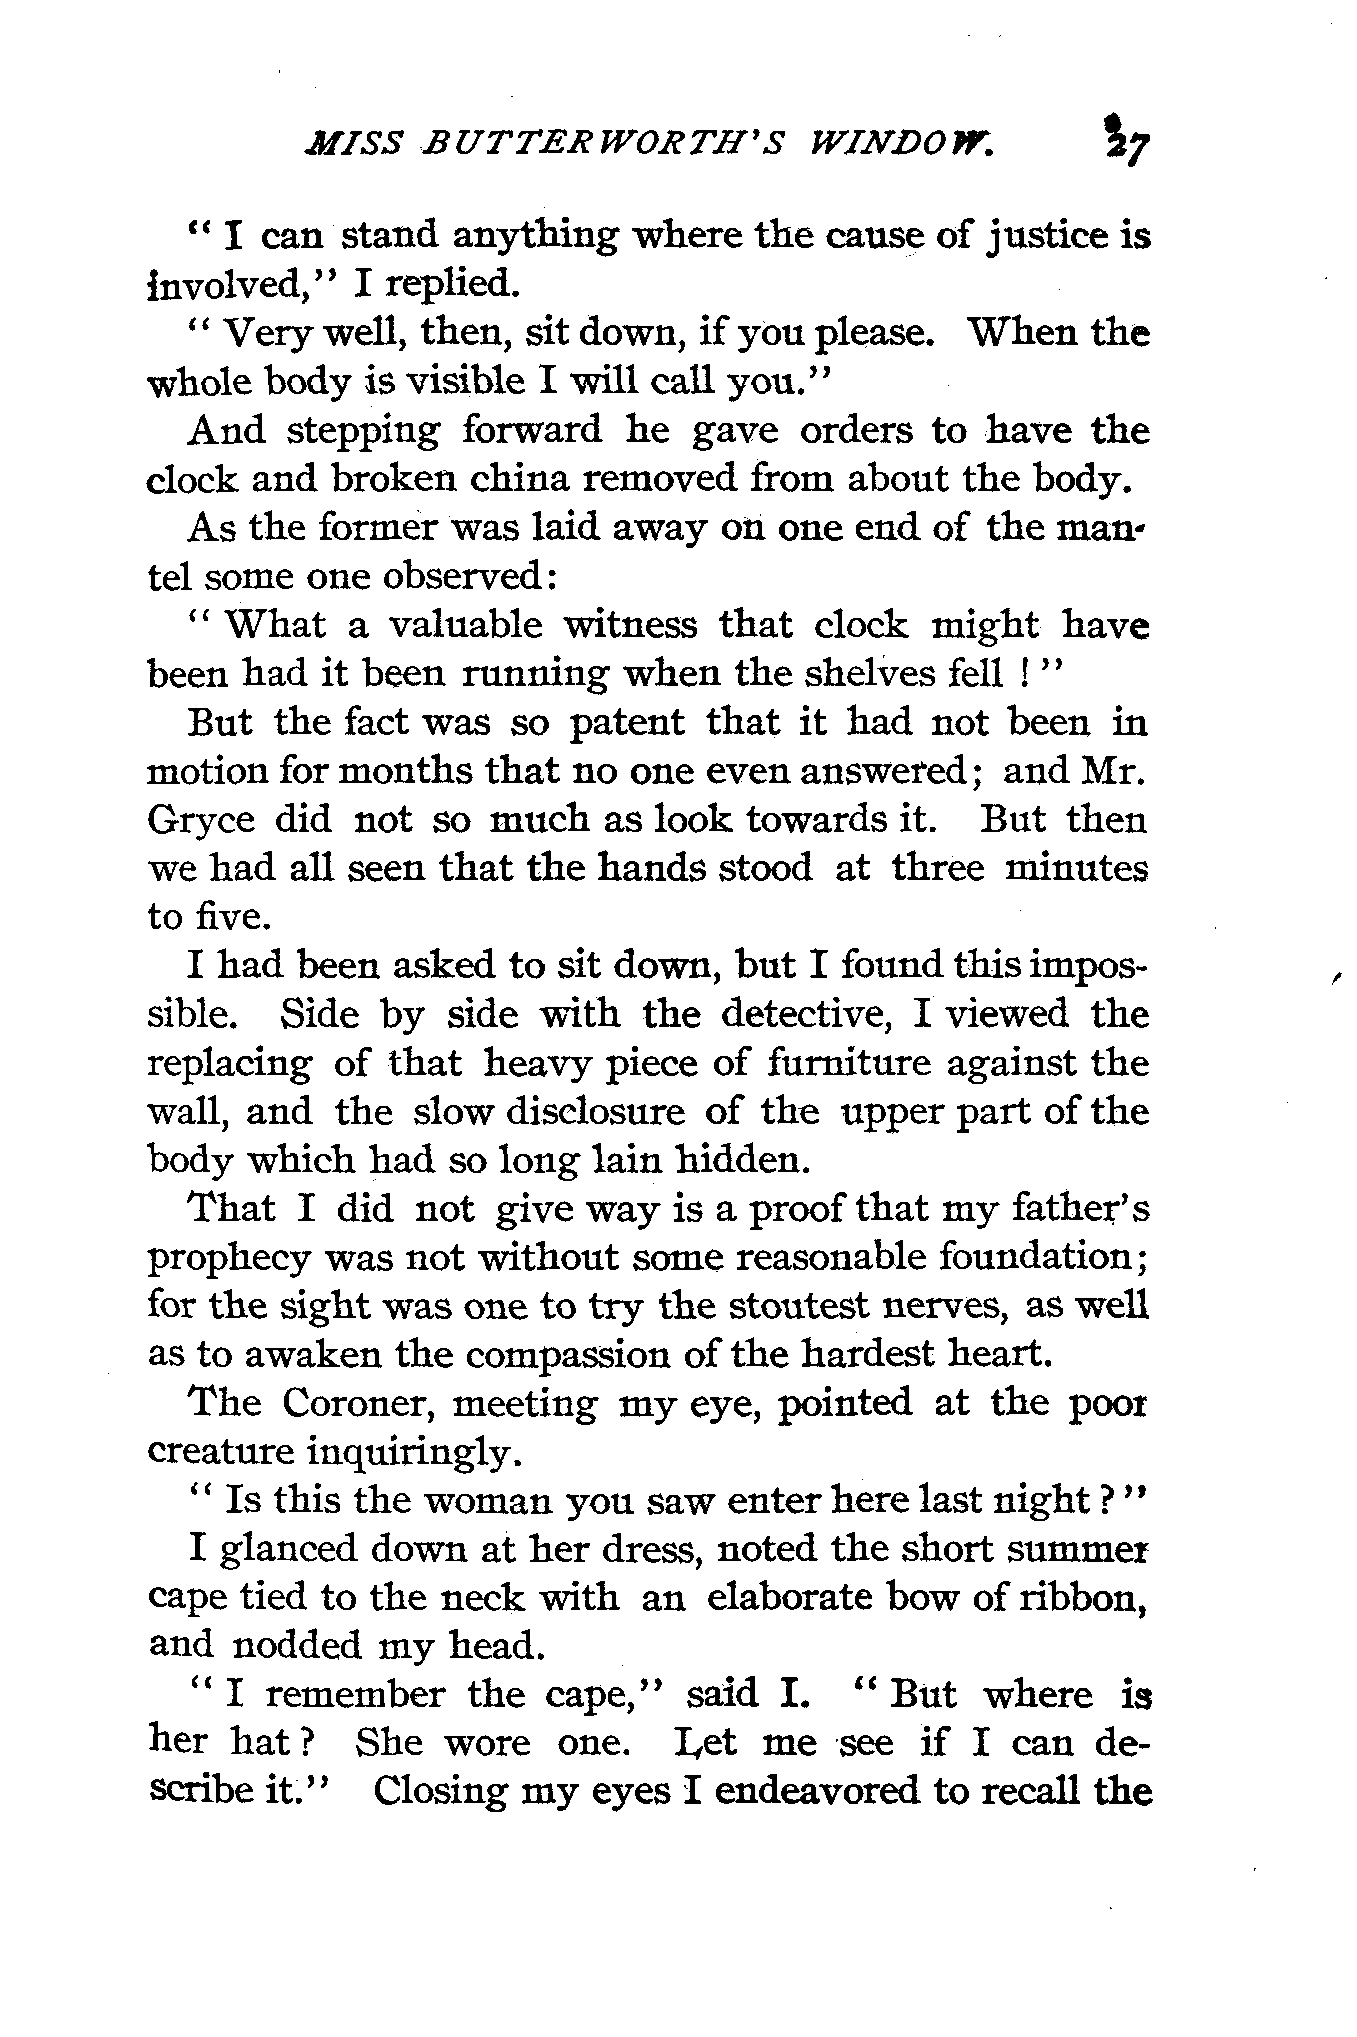 MISS BUTTERWORTH'S WINDOW. 27
“ I can stand anything where the cause of justice is
involved,” I replied.
“ Very well, then, sit down, if you please. When the
whole body is visible I will call you.”
And stepping forward he gave orders to have the
clock and broken china removed from about the body.
As the former was laid away on one end of the man-
tel some one observed:
“ What a valuable witness that clock might have
been had it been running when the shelves fell ! ”
But the fact was so patent that it had not been in
motion for months that no one even answered; and Mr.
Gryce did not so much as look towards it. But then
we had all seen that the hands stood at three minutes
to five.
I had been asked to sit down, but I found this impos-
sible. Side by side with the detective, I viewed the
replacing of that heavy piece of furniture against the
wall, and the slow disclosure of the upper part of the
body which had so long lain hidden.
That I did not give way is a proof that my father's
prophecy was not without some reasonable foundation;
for the sight was one to try the stoutest nerves, as well
as to awaken the compassion of the hardest heart.
The Coroner, meeting my eye, pointed at the poor
creature inquiringly.
“ Is this the woman you saw enter here last night ? ”
I glanced down at her dress, noted the short summer
cape tied to the neck with an elaborate bow of ribbon,
and nodded my head.
“ I remember the cape,” said I. “ But where is
her hat ? She wore one. Let me see if I can de-
scribe it.” Closing my eyes I endeavored to recall the